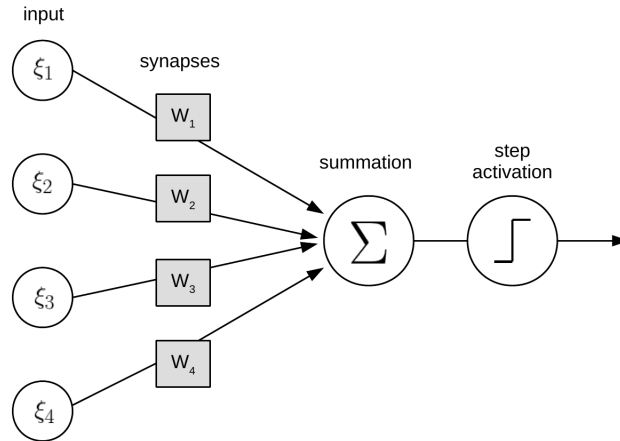 input
synapses
ξ₁
W₁
ξ₂
W₂
summation
step
activation
∑
ξ₃
W₃
ξ₄
W₄